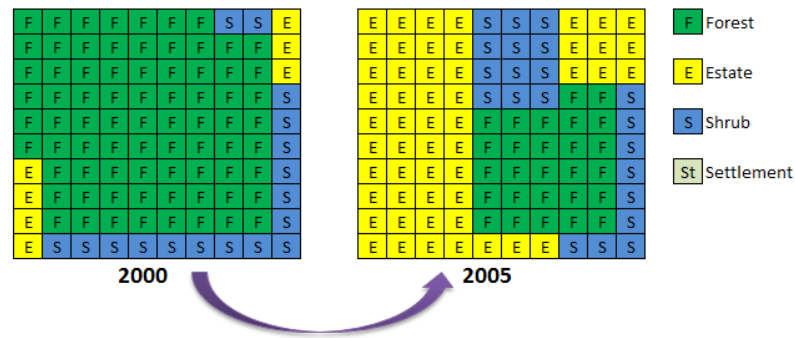 F F F F F F F S S E
F F F F F F F F F E
F F F F F F F F F E
F F F F F F F F F S
F F F F F F F F F S
F F F F F F F F F S
E F F F F F F F F S
E F F F F F F F F S
E F F F F F F F F S
E S S S S S S S S S
2000
E E E E S S S E E E
E E E E S S S E E E
E E E E S S S E E E
E E E E S S S F F S
E E E E F F F F F S
E E E E F F F F F S
E E E E F F F F F S
E E E E F F F F F S
E E E E F F F F F S
E E E E E E E S S S
2005
F Forest
E Estate
S Shrub
St Settlement